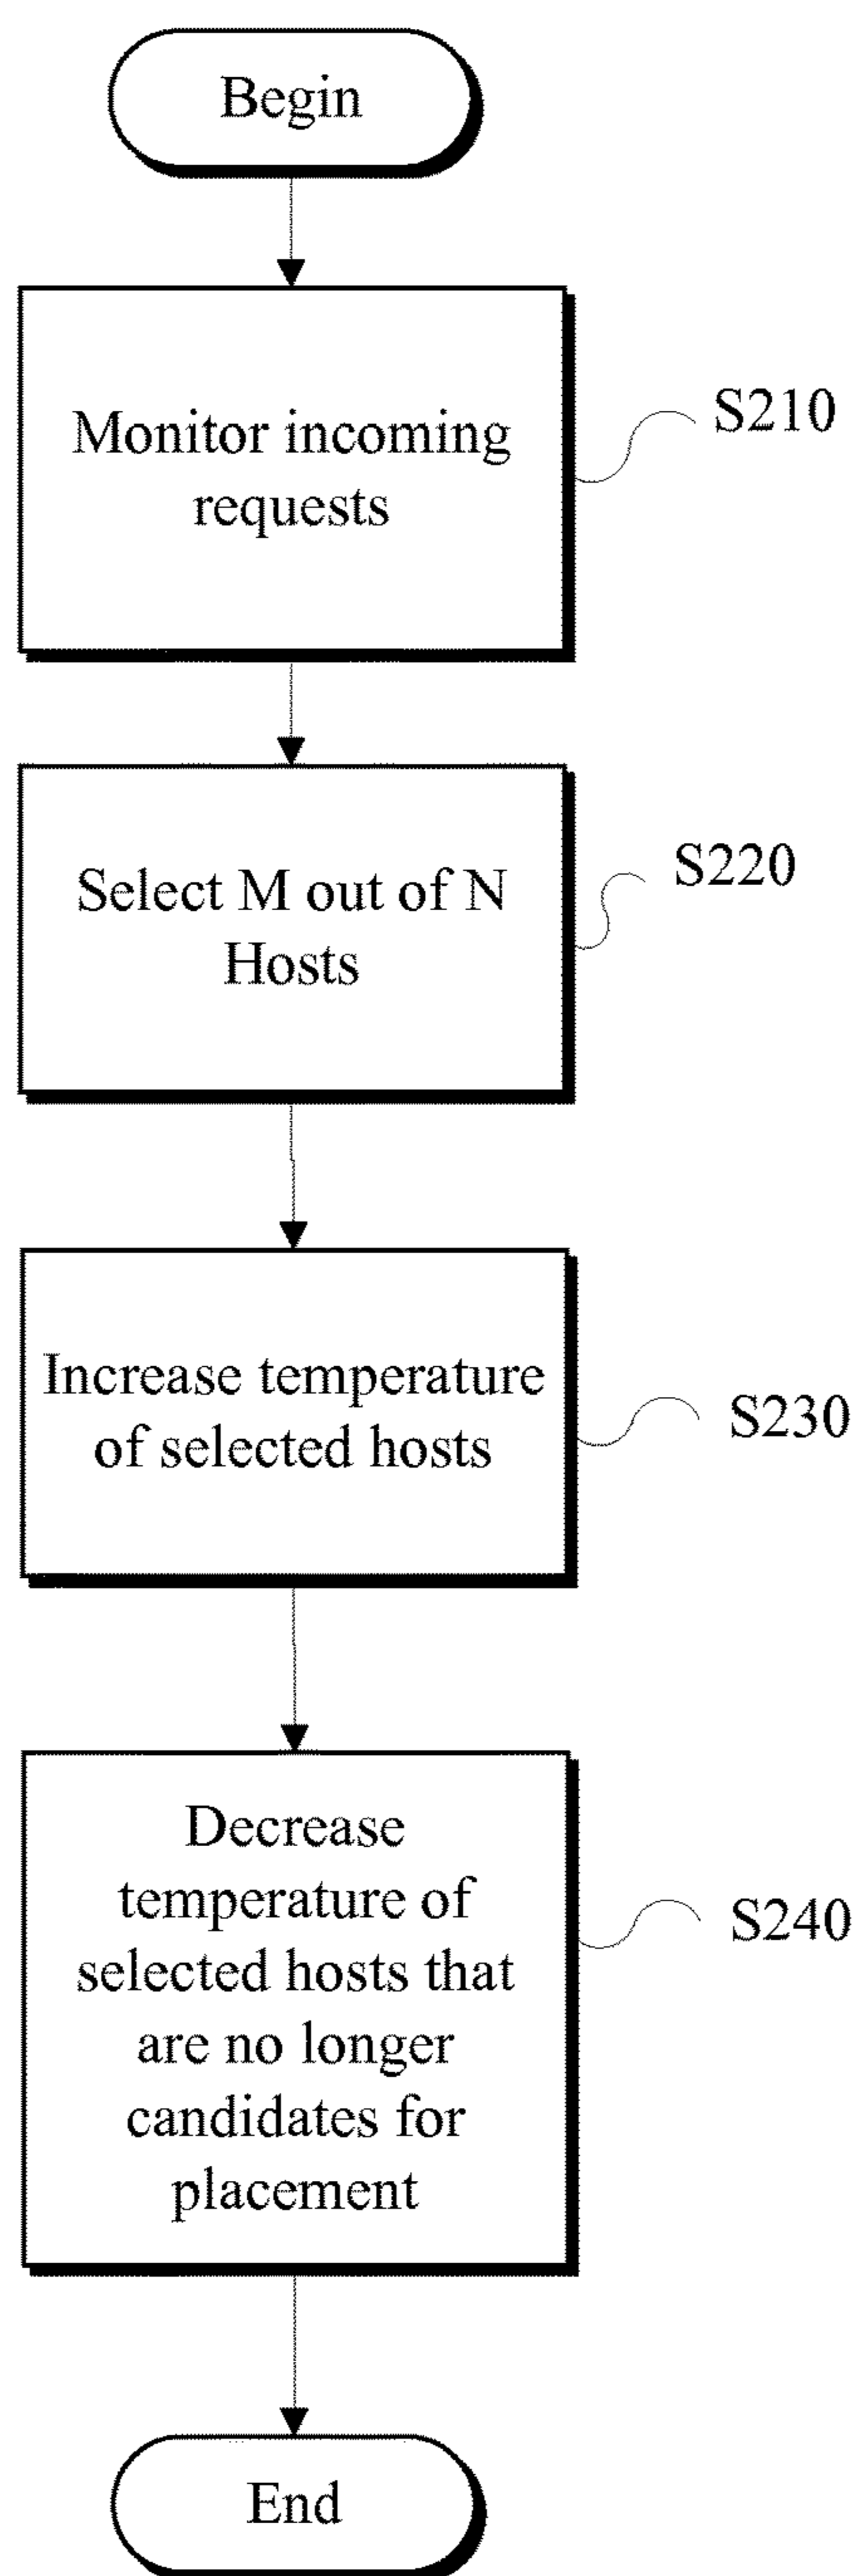 Begin
Monitor incoming
requests
S210
Select M out of N
Hosts
S220
Increase temperature
of selected hosts
S230
Decrease
temperature of
selected hosts that
are no longer
candidates for
placement
S240
End